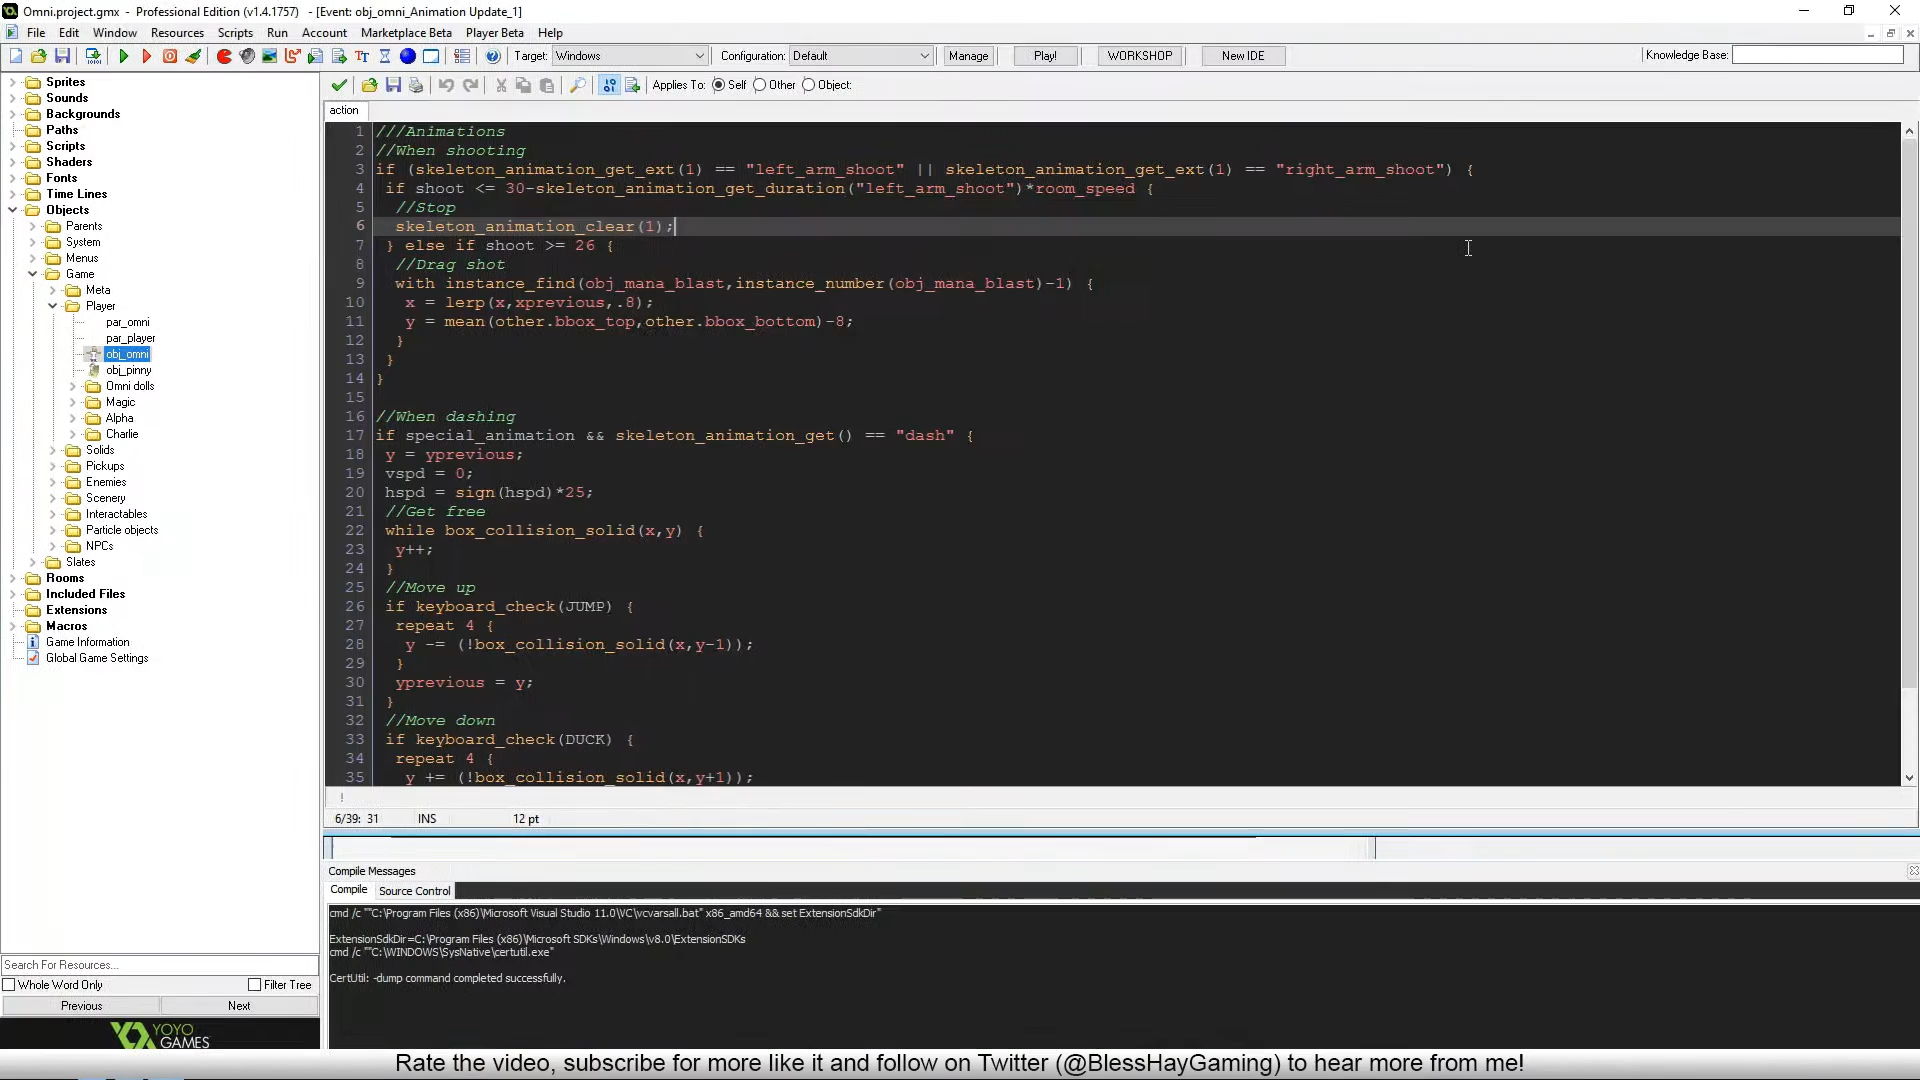 Omni.project.gmx - Professional Edition (v1.4.1757) - [Event: obj_omni_Animation Update_1]
File Edit Window Resources Scripts Run Account Marketplace Beta Player Beta Help
Target: Windows Configuration: Default Manage Play! WORKSHOP New IDE Knowledge Base:
Sprites
Sounds
Backgrounds
Paths
Scripts
Shaders
Fonts
Time Lines
Objects
Parents
System
Menus
Game
Meta
Player
par_omni
par_player
obj_omni
obj_pinny
Omni dolls
Magic
Alpha
Charlie
Solids
Pickups
Enemies
Scenery
Interactables
Particle objects
NPCs
Slates
Rooms
Included Files
Extensions
Macros
Game Information
Global Game Settings
Search For Resources...
Whole Word Only Filter Tree
Previous Next
YOYO
GAMES
Applies To: Self Other Object:
action
1 ///Animations
2 //When shooting
3 if (skeleton_animation_get_ext(1) == "left_arm_shoot" || skeleton_animation_get_ext(1) == "right_arm_shoot") {
4 if shoot <= 30-skeleton_animation_get_duration("left_arm_shoot")*room_speed {
5 //Stop
6 skeleton_animation_clear(1);
7 } else if shoot >= 26 {
8 //Drag shot
9 with instance_find(obj_mana_blast,instance_number(obj_mana_blast)-1) {
10 x = lerp(x,xprevious,.8);
11 y = mean(other.bbox_top,other.bbox_bottom)-8;
12 }
13 }
14 }
15
16 //When dashing
17 if special_animation && skeleton_animation_get() == "dash" {
18 y = yprevious;
19 vspd = 0;
20 hspd = sign(hspd)*25;
21 //Get free
22 while box_collision_solid(x,y) {
23 y++;
24 }
25 //Move up
26 if keyboard_check(JUMP) {
27 repeat 4 {
28 y -= (!box_collision_solid(x,y-1));
29 }
30 yprevious = y;
31 }
32 //Move down
33 if keyboard_check(DUCK) {
34 repeat 4 {
35 y += (!box_collision_solid(x,y+1));
6/39: 31 INS 12 pt
Compile Messages
Compile Source Control
cmd /c ""C:\Program Files (x86)\Microsoft Visual Studio 11.0\VC\vcvarsall.bat" x86_amd64 && set ExtensionSdkDir"
ExtensionSdkDir=C:\Program Files (x86)\Microsoft SDKs\Windows\v8.0\ExtensionSDKs
cmd /c ""C:\WINDOWS\SysNative\certutil.exe"
CertUtil: -dump command completed successfully.
Rate the video, subscribe for more like it and follow on Twitter (@BlessHayGaming) to hear more from me!